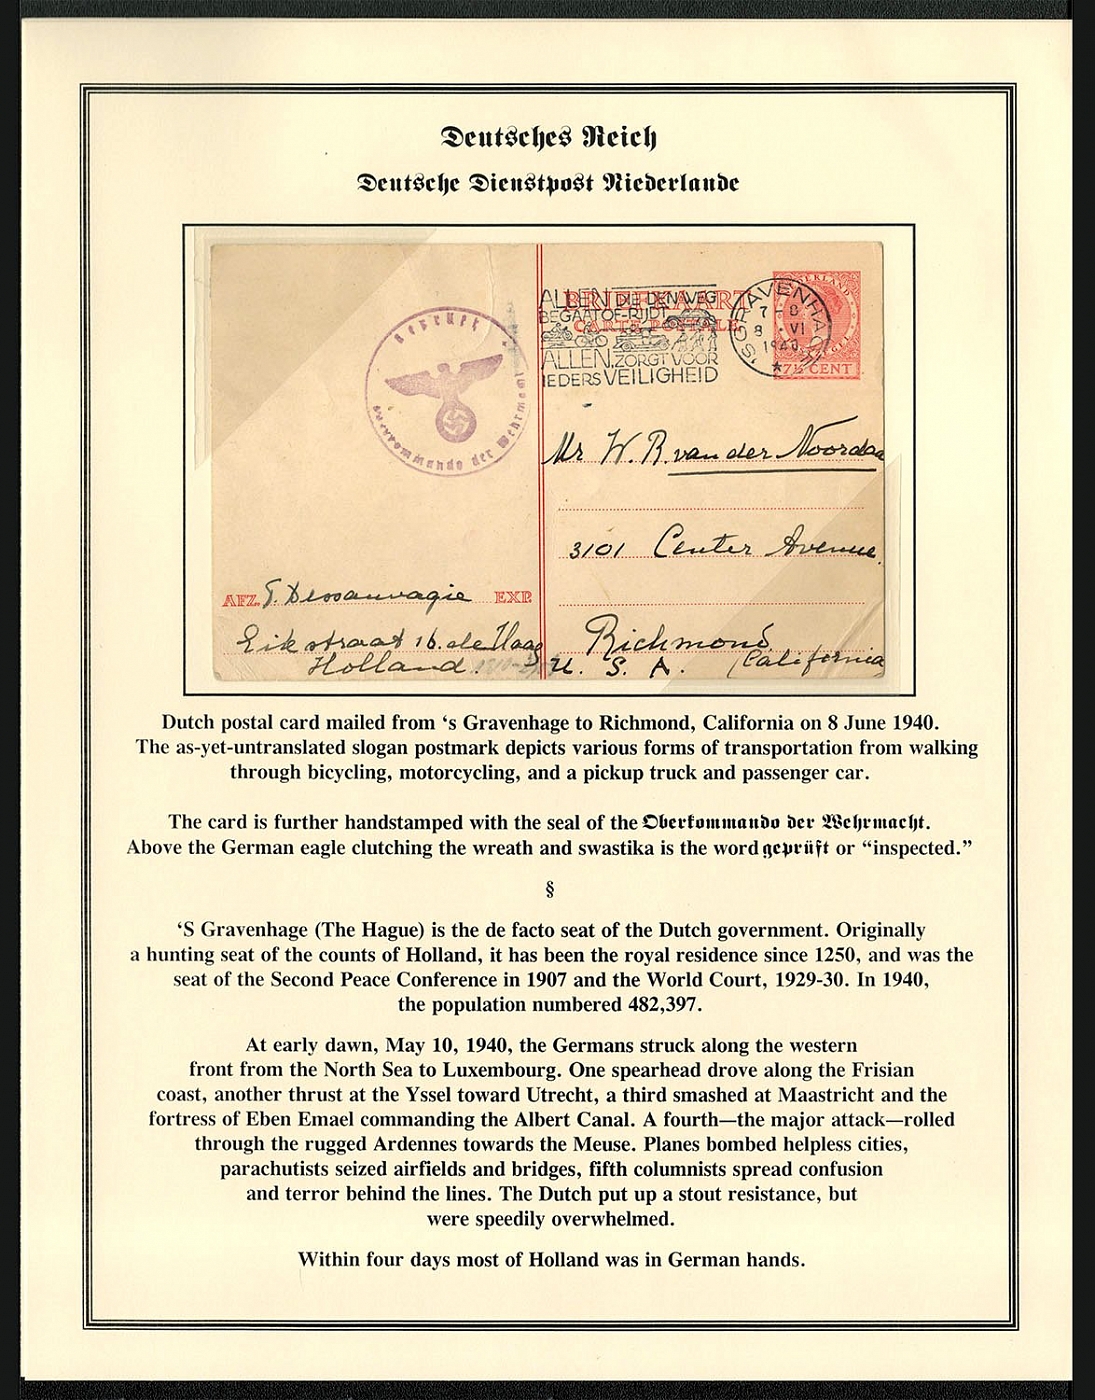 Deutsches Reich
Deutsche Dienstpost Niederlande
geprüft
Oberkommando der Wehrmacht
BRIEFKAART
CARTE POSTALE
ALLEN DIE DEN WEG
BEGAAT OF RIJDT
ALLEN ZORGT VOOR
IEDERS VEILIGHEID
'S GRAVENHAGE
7-8
8 VI
1940
NEDERLAND
7½ CENT
Mr W. R. van der Noordaa
3101 Center Avenue.
Richmond
U. S. A. (California
AFZ. Dessauvagie EXP.
Eikstraat 16. de Haag
Holland.
Dutch postal card mailed from ‘s Gravenhage to Richmond, California on 8 June 1940.
The as-yet-untranslated slogan postmark depicts various forms of transportation from walking
through bicycling, motorcycling, and a pickup truck and passenger car.
The card is further handstamped with the seal of the Oberkommando der Wehrmacht.
Above the German eagle clutching the wreath and swastika is the word geprüft or “inspected.”
§
‘S Gravenhage (The Hague) is the de facto seat of the Dutch government. Originally
a hunting seat of the counts of Holland, it has been the royal residence since 1250, and was the
seat of the Second Peace Conference in 1907 and the World Court, 1929-30. In 1940,
the population numbered 482,397.
At early dawn, May 10, 1940, the Germans struck along the western
front from the North Sea to Luxembourg. One spearhead drove along the Frisian
coast, another thrust at the Yssel toward Utrecht, a third smashed at Maastricht and the
fortress of Eben Emael commanding the Albert Canal. A fourth—the major attack—rolled
through the rugged Ardennes towards the Meuse. Planes bombed helpless cities,
parachutists seized airfields and bridges, fifth columnists spread confusion
and terror behind the lines. The Dutch put up a stout resistance, but
were speedily overwhelmed.
Within four days most of Holland was in German hands.